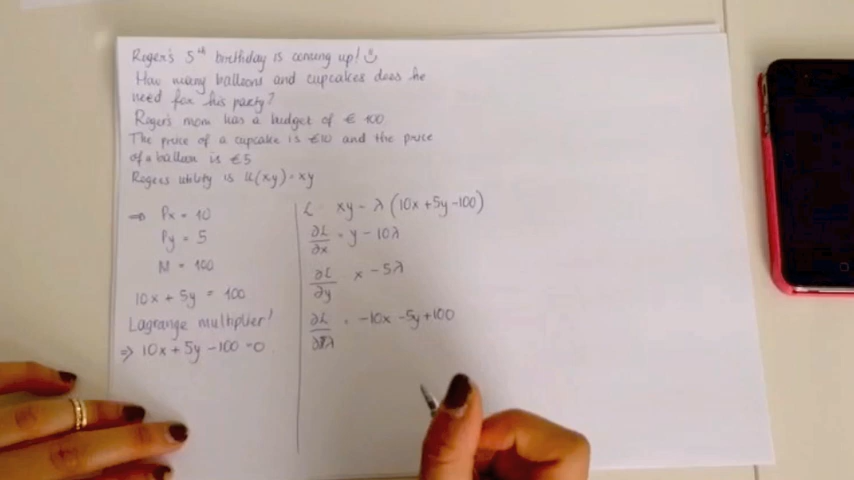 Roger's 5th birthday is coming up!
How many balloons and cupcakes does he
need for his party?
Roger's mom has a budget of € 100
The price of a cupcake is €10 and the price
of a balloon is €5
Rogers utility is U(xy) = xy
⇒ Px = 10
Py = 5
M = 100
10x + 5y = 100
Lagrange multiplier!
⇒ 10x + 5y - 100 = 0
L: xy - λ (10x + 5y - 100)
∂L/∂x = y - 10λ
∂L/∂y x - 5λ
∂L/∂λ = -10x - 5y + 100